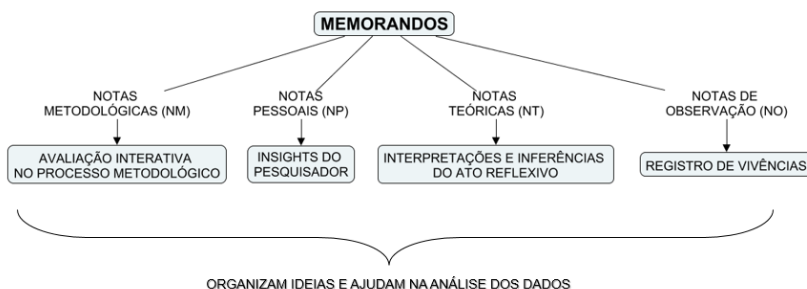 MEMORANDOS
NOTAS
METODOLÓGICAS (NM)
NOTAS
PESSOAIS (NP)
NOTAS
TEÓRICAS (NT)
NOTAS DE
OBSERVAÇÃO (NO)
AVALIAÇÃO INTERATIVA
NO PROCESSO METODOLÓGICO
INSIGHTS DO
PESQUISADOR
INTERPRETAÇÕES E INFERÊNCIAS
DO ATO REFLEXIVO
REGISTRO DE VIVÊNCIAS
ORGANIZAM IDEIAS E AJUDAM NA ANÁLISE DOS DADOS